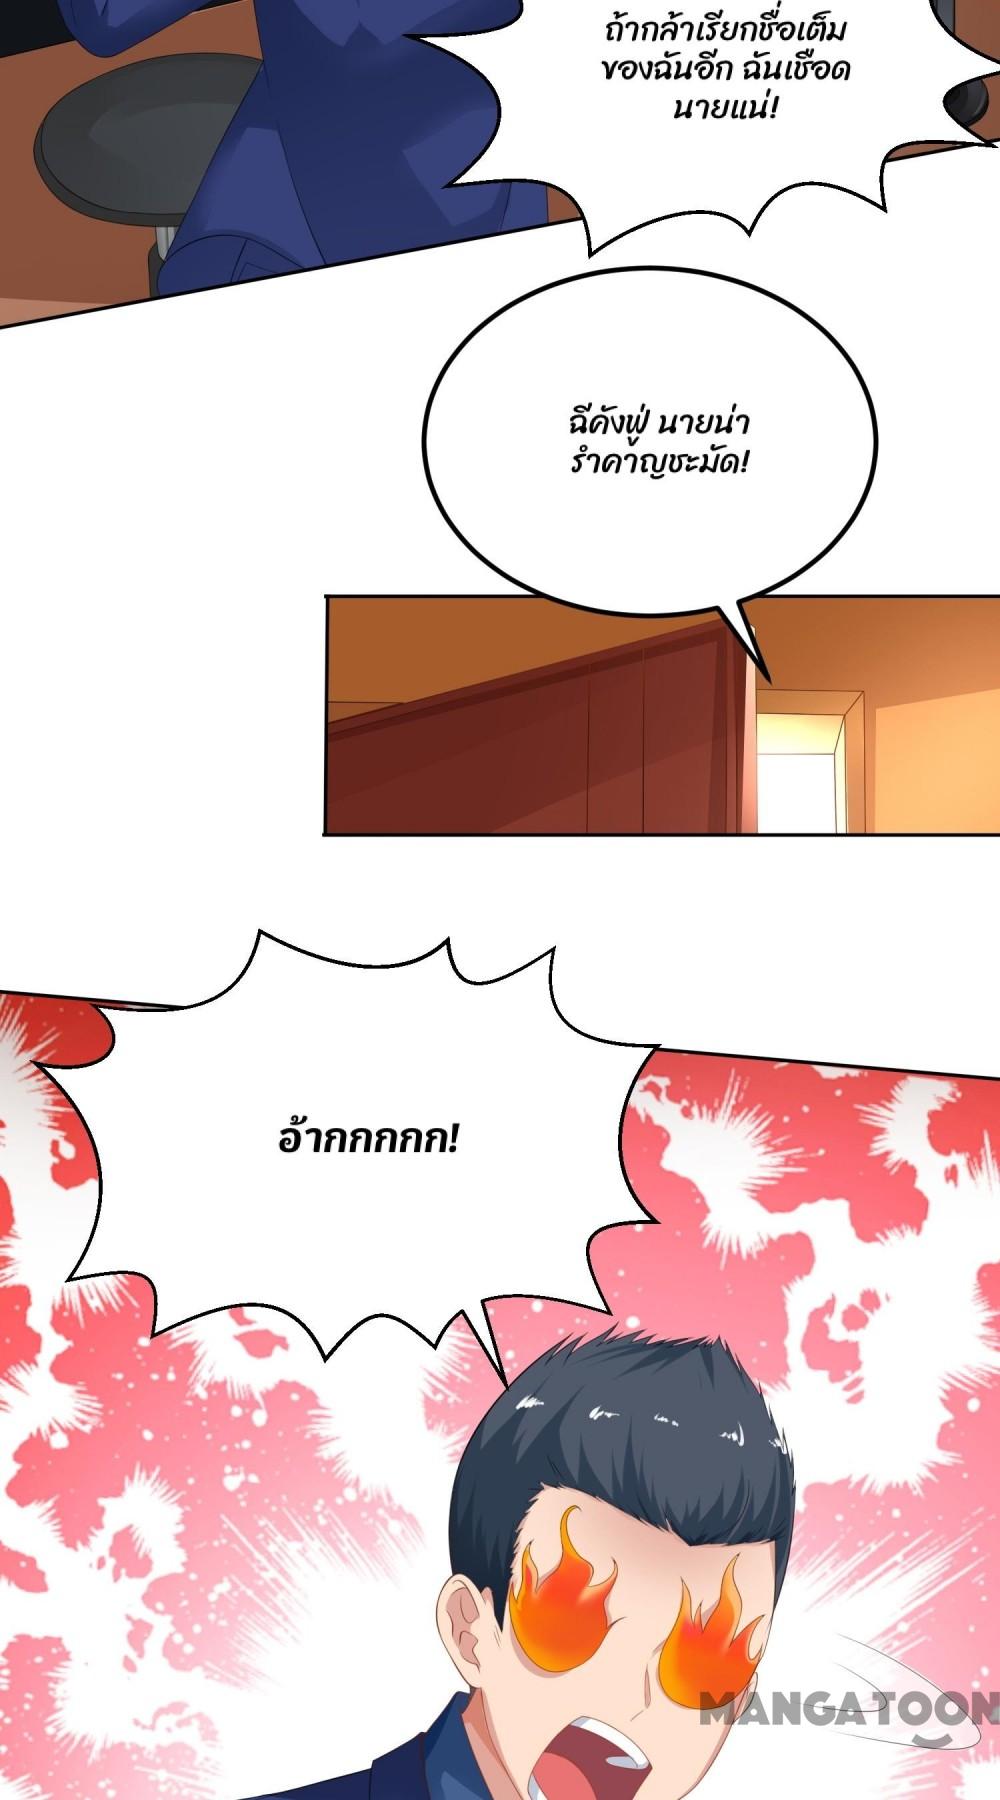 ถ้ากล้าเรียกชื่อเต็ม
ของฉันอีก ฉันเชือด
นายแน่!
ฉีคังฟู่ นายน่า
รำคาญชะมัด!
อ้ากกกกก!
MANGATOON